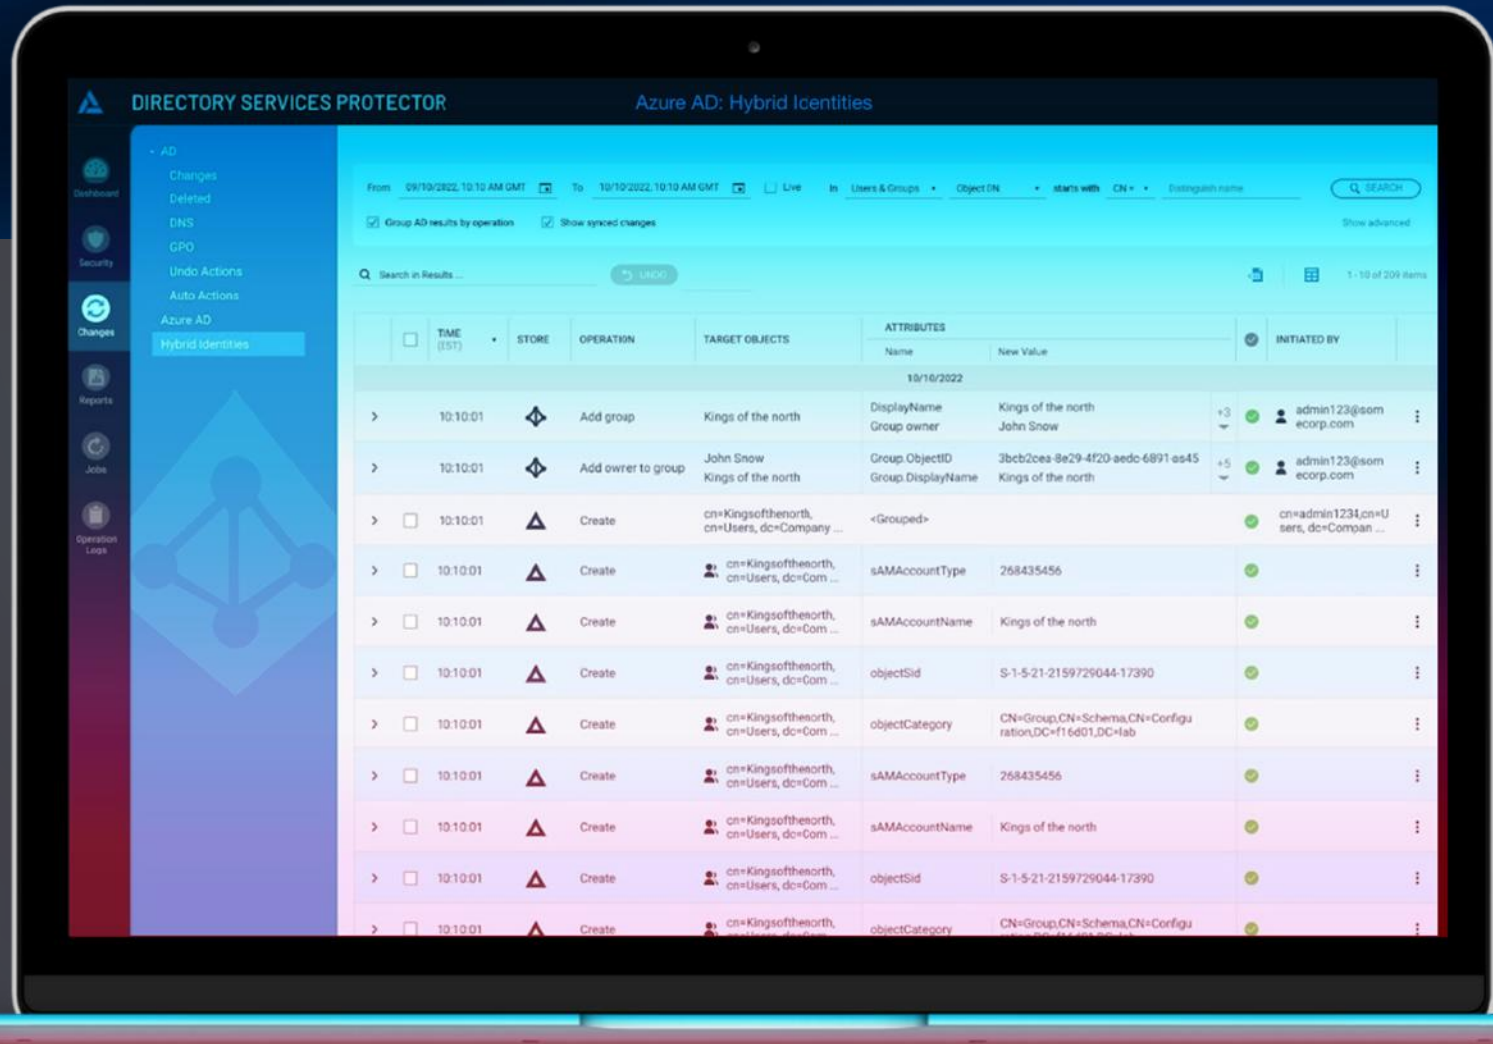 DIRECTORY SERVICES PROTECTOR
Azure AD: Hybrid Identities
Dashboard
Security
Changes
Reports
Jobs
Operation
Logs
AD
Changes
Deleted
DNS
GPO
Undo Actions
Auto Actions
Azure AD
Hybrid Identities
From 09/10/2022, 10:10 AM GMT To 10/10/2022, 10:10 AM GMT Live In Users & Groups Object DN starts with CN = Distinguish name SEARCH
Group AD results by operation Show synced changes Show advanced
Search in Results ... UNDO 1 - 10 of 209 items
TIME (EST) STORE OPERATION TARGET OBJECTS ATTRIBUTES INITIATED BY
Name New Value
10/10/2022
10:10:01 Add group Kings of the north DisplayName Kings of the north +3 admin123@som
Group owner John Snow ecorp.com
10:10:01 Add owrer to group John Snow Group.ObjectID 3bcb2cea-8e29-4f20-aedc-6891-as45 +5 admin123@som
Kings of the north Group.DisplayName Kings of the north ecorp.com
10:10:01 Create cn=Kingsofthenorth, <Grouped> cn=admin1234,cn=U
cn=Users, dc=Company ... sers, dc=Compan ...
10:10:01 Create cn=Kingsofthenorth, sAMAccountType 268435456
cn=Users, dc=Com ...
10:10:01 Create cn=Kingsofthenorth, sAMAccountName Kings of the north
cn=Users, dc=Com ...
10:10:01 Create cn=Kingsofthenorth, objectSid S-1-5-21-2159729044-17390
cn=Users, dc=Com ...
10:10:01 Create cn=Kingsofthenorth, objectCategory CN=Group,CN=Schema,CN=Configu
cn=Users, dc=Com ... ration,DC=f16d01,DC=lab
10:10:01 Create cn=Kingsofthenorth, sAMAccountType 268435456
cn=Users, dc=Com ...
10:10:01 Create cn=Kingsofthenorth, sAMAccountName Kings of the north
cn=Users, dc=Com ...
10:10:01 Create cn=Kingsofthenorth, objectSid S-1-5-21-2159729044-17390
cn=Users, dc=Com ...
10:10:01 Create cn=Kingsofthenorth, objectCategory CN=Group,CN=Schema,CN=Configu